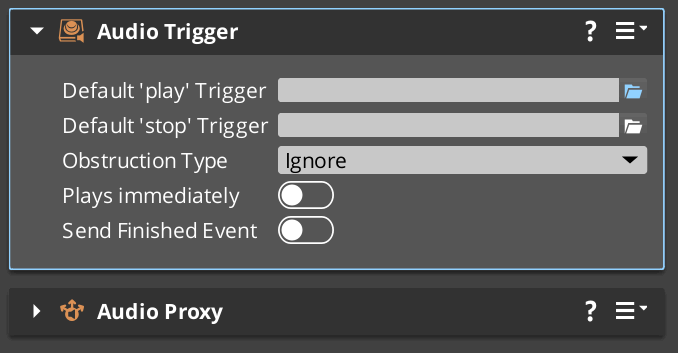 Audio Trigger ?
Default 'play' Trigger
Default 'stop' Trigger
Obstruction Type Ignore
Plays immediately
Send Finished Event
Audio Proxy ?